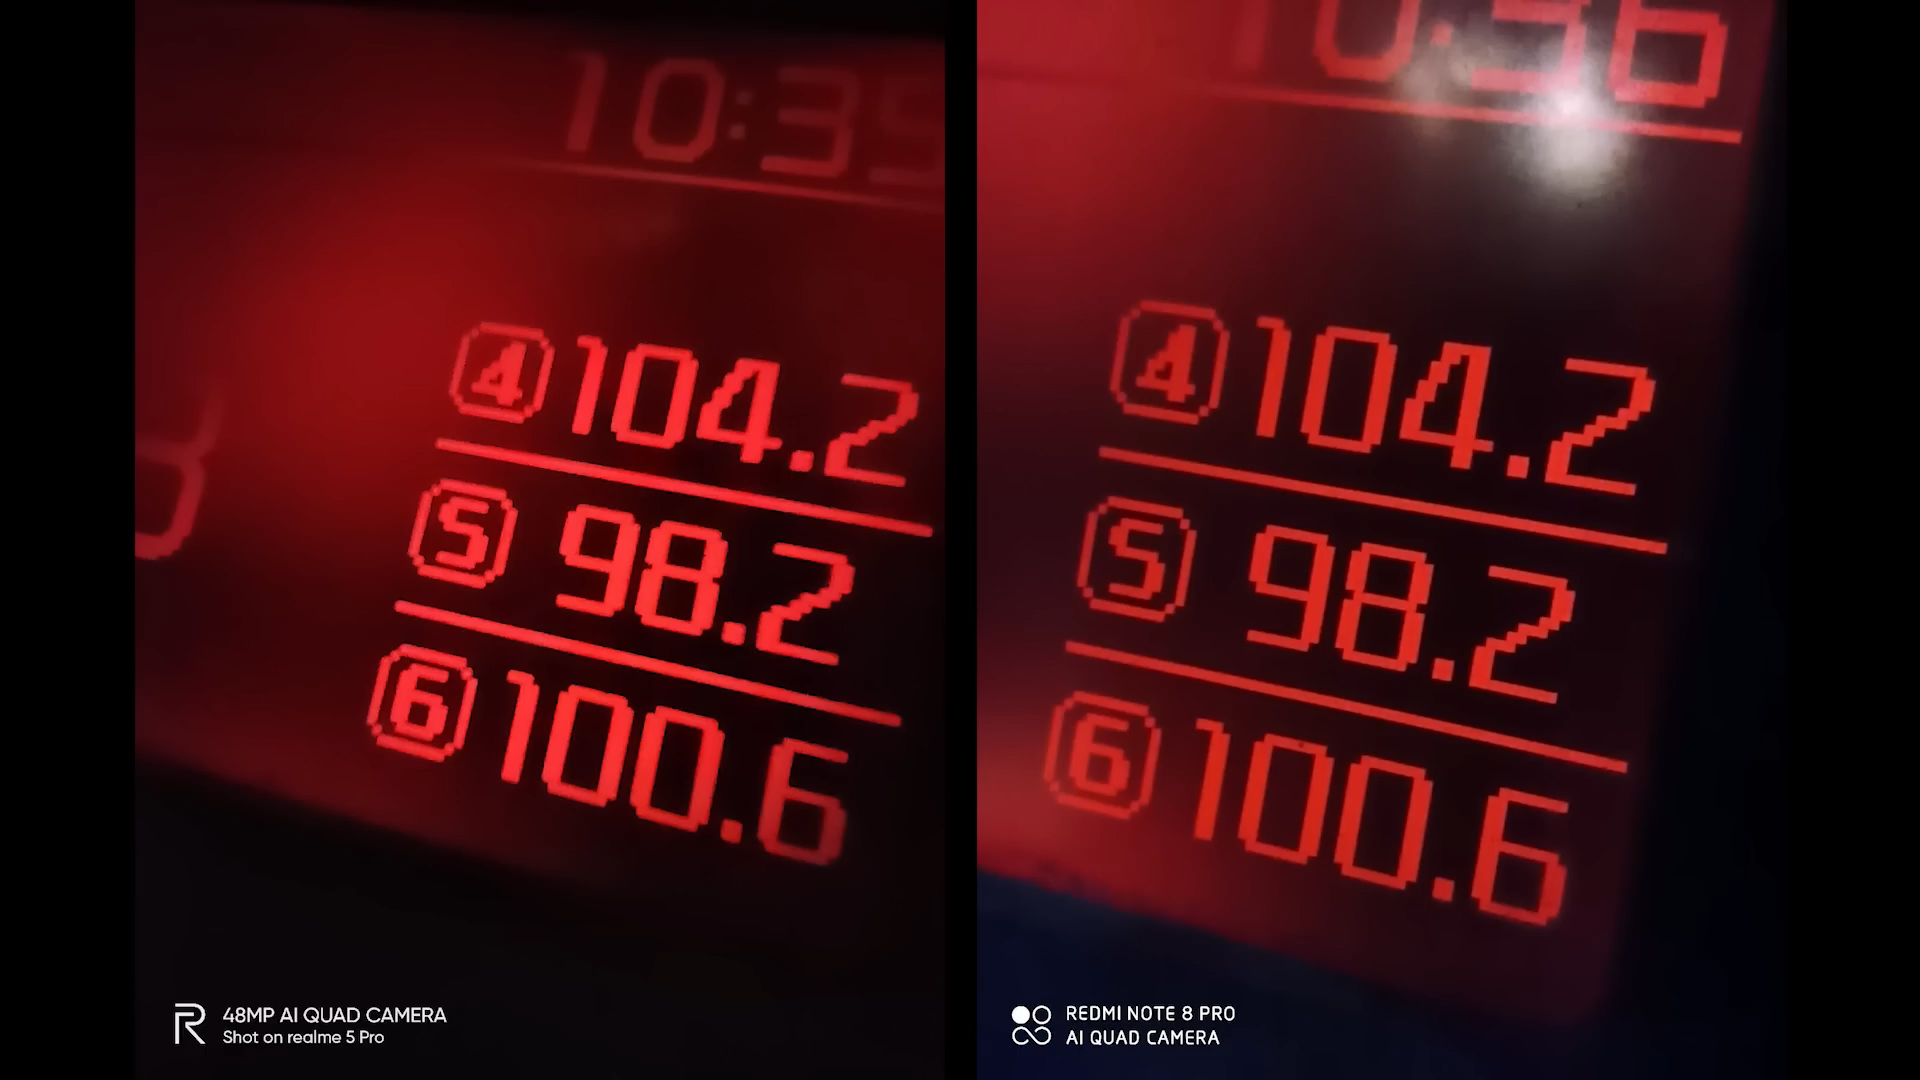 10:35
4 104.2
5 98.2
6 100.6
48MP AI QUAD CAMERA
Shot on realme 5 Pro
10:36
4 104.2
5 98.2
6 100.6
REDMI NOTE 8 PRO
AI QUAD CAMERA